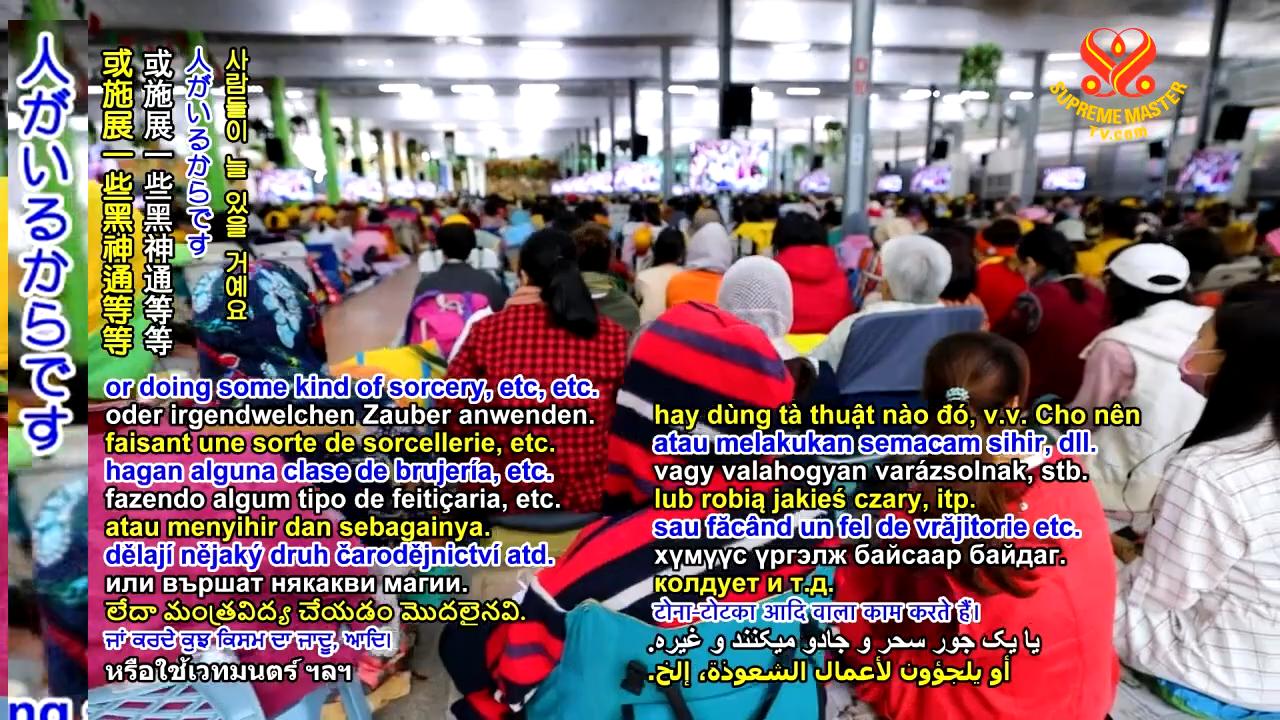 人がいるからです
或施展一些黑神通等等
或施展一些黑神通等等
人がいるからです
사람들이 늘 있을 거예요
SUPREME MASTER
TV.com
or doing some kind of sorcery, etc, etc.
oder irgendwelchen Zauber anwenden.
faisant une sorte de sorcellerie, etc.
hagan alguna clase de brujería, etc.
fazendo algum tipo de feitiçaria, etc.
atau menyihir dan sebagainya.
dělají nějaký druh čarodějnictví atd.
или вършат някакви магии.
లేదా మంత్రవిద్య చేయడం మొదలైనవి.
ਜਾਂ ਕਰਦੇ ਕੁਝ ਕਿਸਮ ਦਾ ਜਾਦੂ, ਆਦਿ।
หรือใช้เวทมนตร์ ฯลฯ
hay dùng tà thuật nào đó, v.v. Cho nên
atau melakukan semacam sihir, dll.
vagy valahogyan varázsolnak, stb.
lub robią jakieś czary, itp.
sau făcând un fel de vrăjitorie etc.
хүмүүс үргэлж байсаар байдаг.
колдует и т.д.
टोना-टोटका आदि वाला काम करते हैं।
یا یک جور سحر و جادو میکنند و غیره.
أو يلجؤون لأعمال الشعوذة، إلخ.
ng